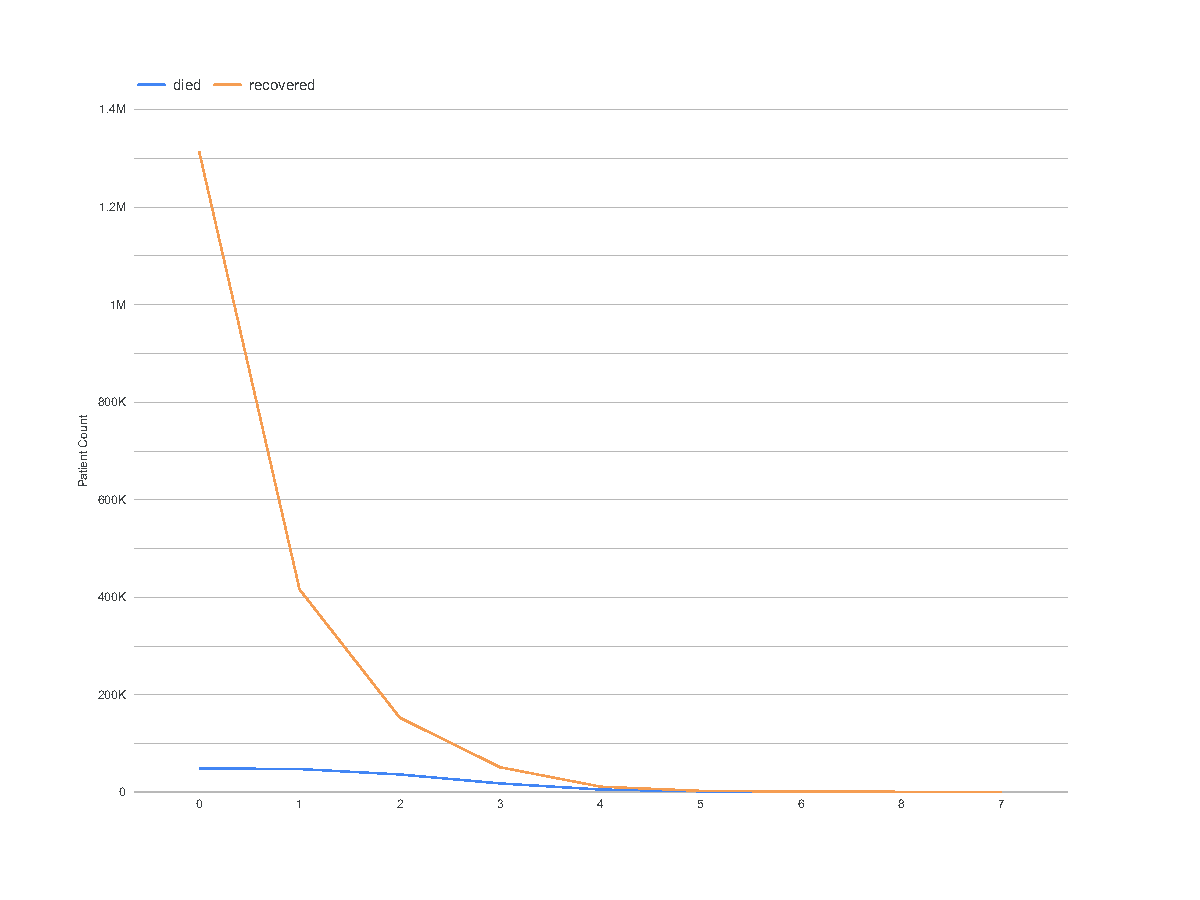 died recovered
1.4M
1.2M
1M
800K
Patient Count
600K
400K
200K
0
0 1 2 3 4 5 6 8 7